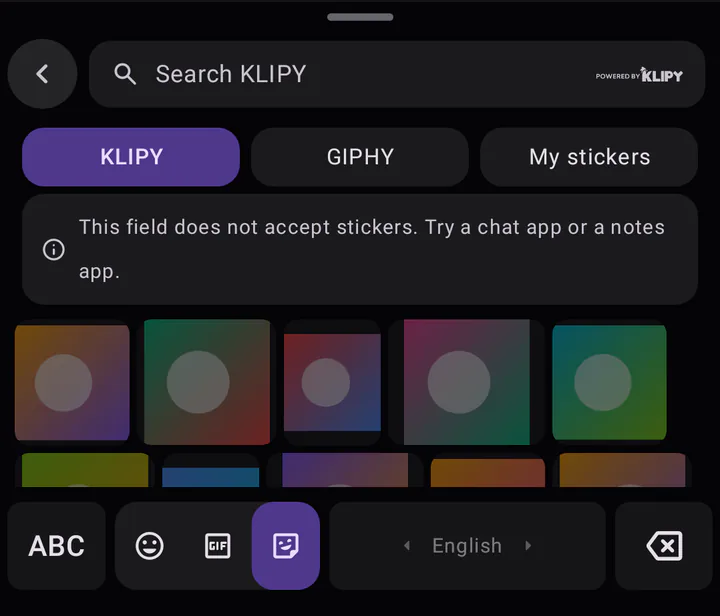 Search KLIPY
POWERED BY KLIPY
KLIPY
GIPHY
My stickers
This field does not accept stickers. Try a chat app or a notes
app.
ABC
GIF
English